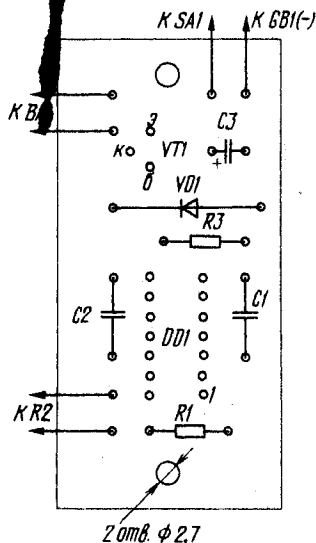 К SA1
К GB1(-)
К В
э
C3
к
VT1
+
б
VD1
R3
C2
C1
DD1
К R2
1
R1
2 отв. ф 2,7